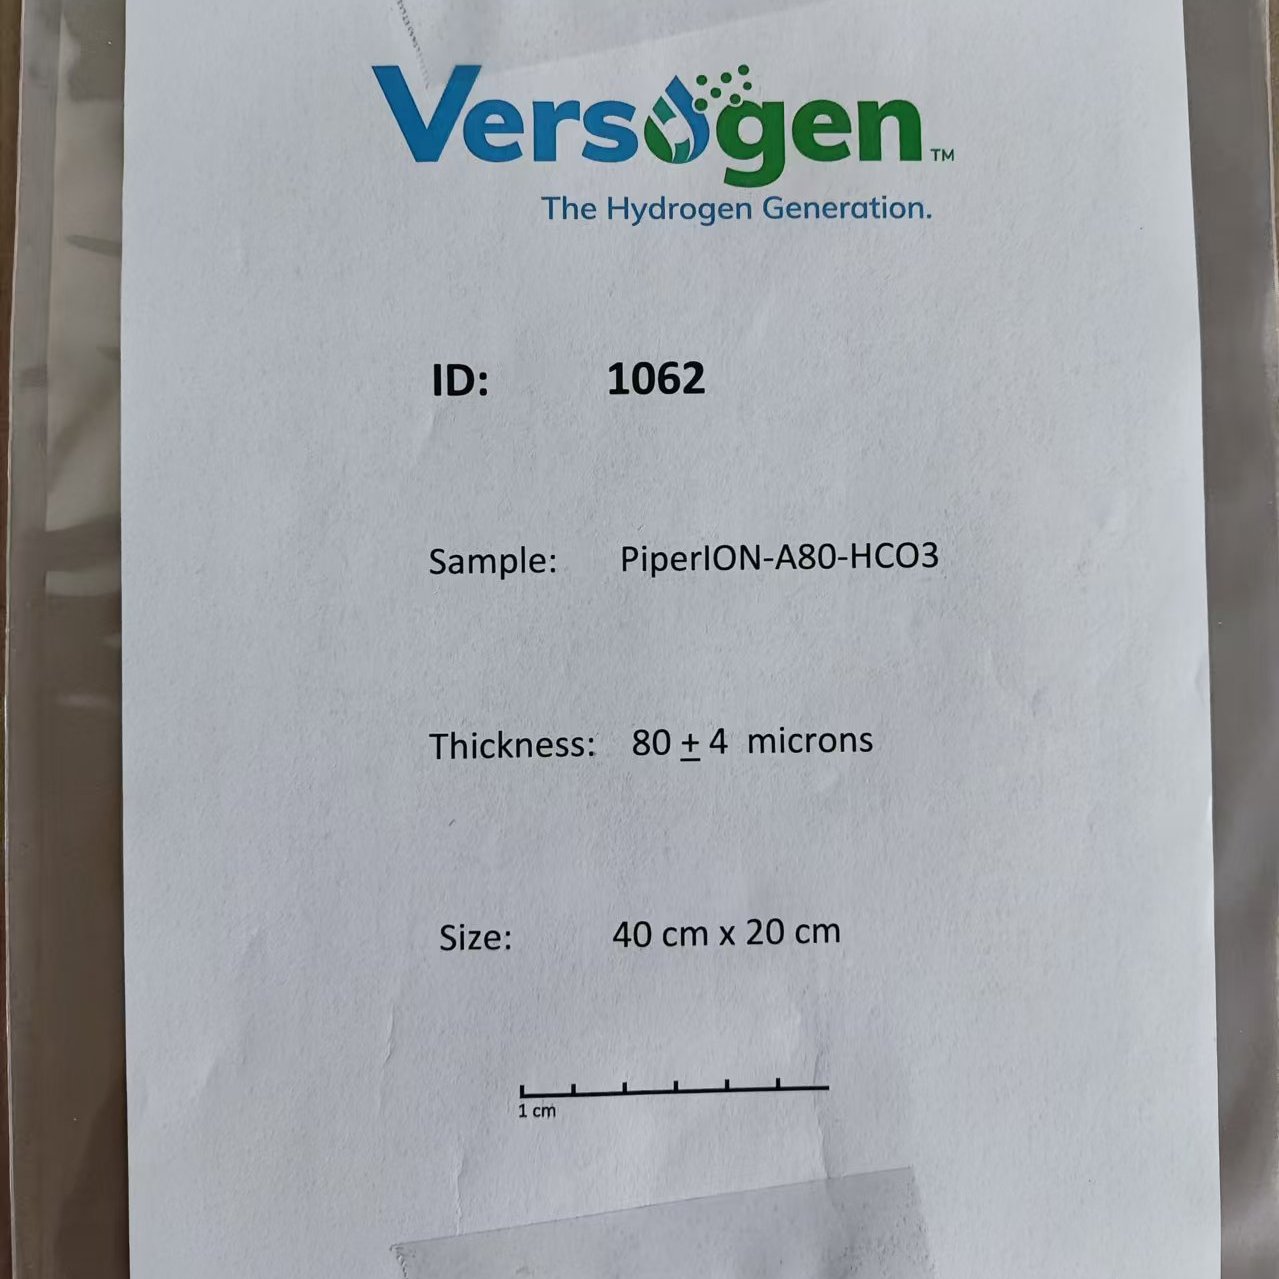 Versogen™
The Hydrogen Generation.
ID: 1062
Sample: PiperION-A80-HCO3
Thickness: 80 ± 4 microns
Size: 40 cm x 20 cm
1 cm